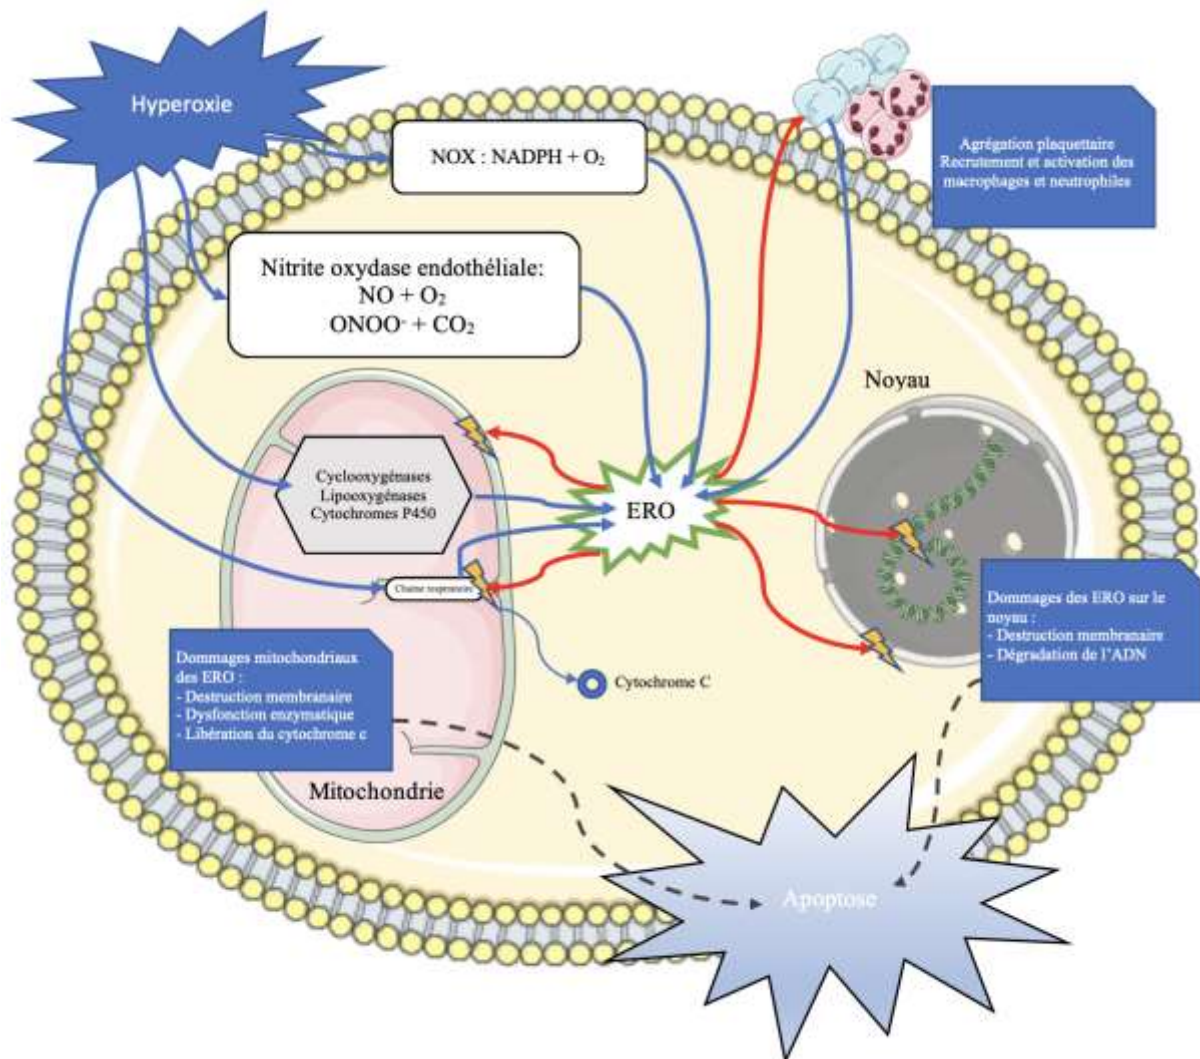 Hyperoxie
NOX : NADPH + O₂
Agrégation plaquettaire
Recrutement et activation des
macrophages et neutrophiles
Nitrite oxydase endothéliale:
NO + O₂
ONOO⁻ + CO₂
Noyau
Cyclooxygénases
Lipooxygénases
Cytochromes P450
ERO
Chaine respiratoire
Dommages des ERO sur le
noyau :
- Destruction membranaire
- Dégradation de l'ADN
Dommages mitochondriaux
des ERO :
- Destruction membranaire
- Dysfonction enzymatique
- Libération du cytochrome c
Cytochrome C
Mitochondrie
Apoptose